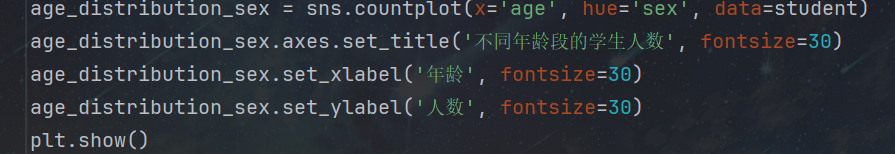 age_distribution_sex = sns.countplot(x='age', hue='sex', data=student)
age_distribution_sex.axes.set_title('不同年龄段的学生人数', fontsize=30)
age_distribution_sex.set_xlabel('年龄', fontsize=30)
age_distribution_sex.set_ylabel('人数', fontsize=30)
plt.show()